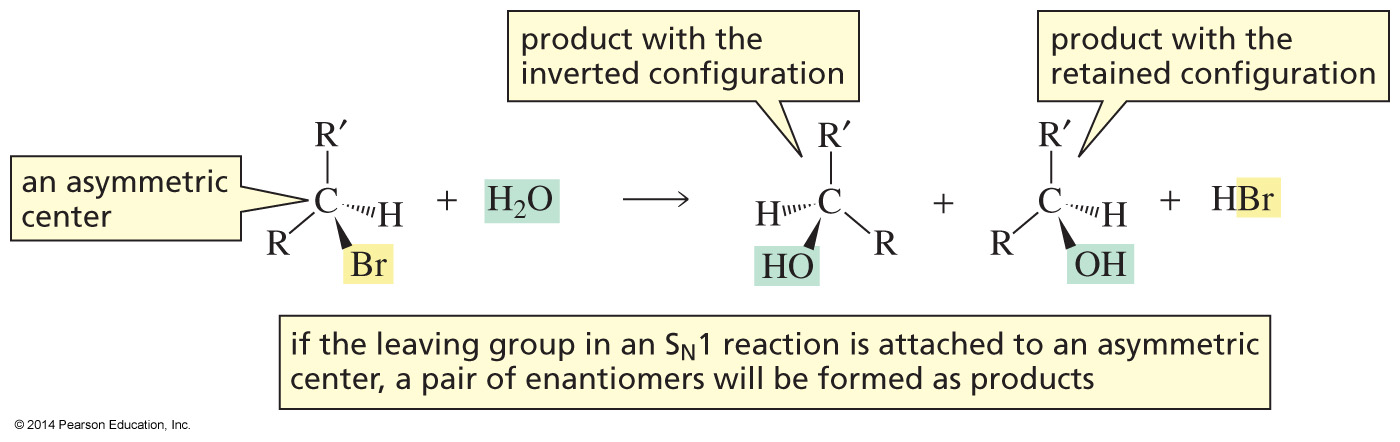 product with the
inverted configuration
product with the
retained configuration
an asymmetric
center
R′
C
H
R
Br
+
H₂O
⟶
R′
C
H
HO
R
+
R′
C
H
R
OH
+
HBr
if the leaving group in an Sɴ1 reaction is attached to an asymmetric
center, a pair of enantiomers will be formed as products
© 2014 Pearson Education, Inc.